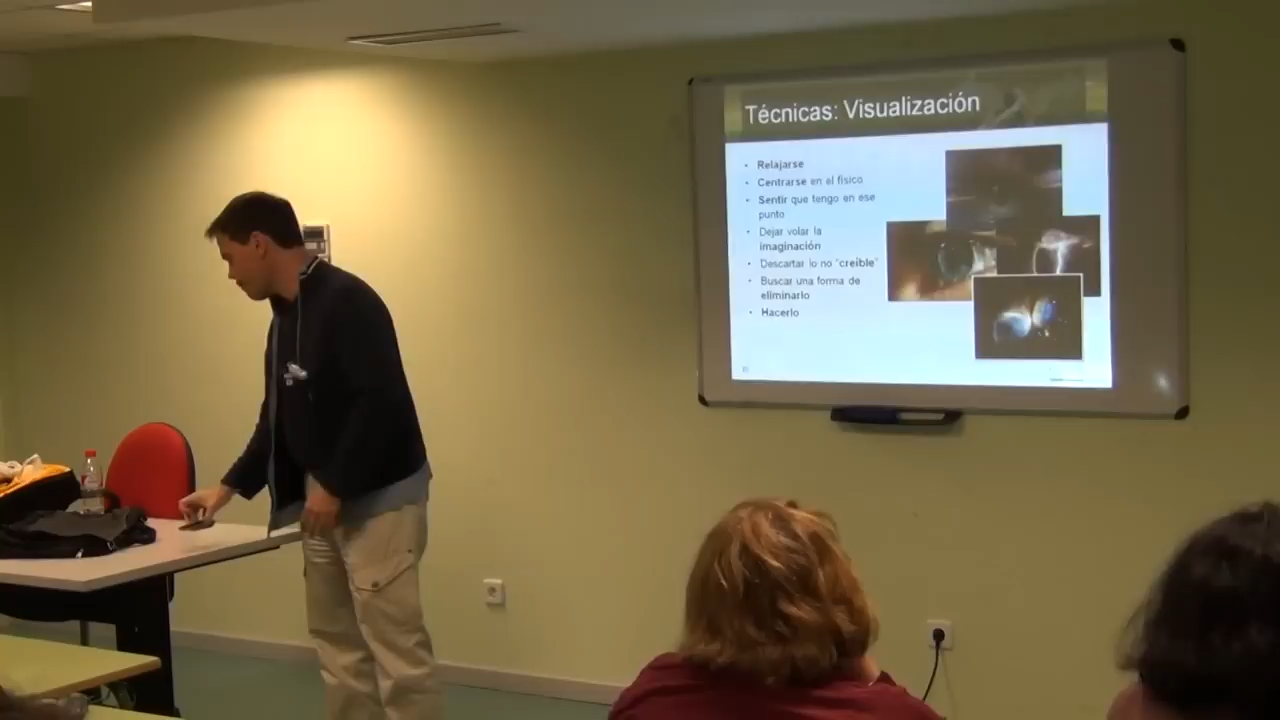 Técnicas: Visualización
• Relajarse
• Centrarse en el físico
• Sentir que tengo en ese
punto
• Dejar volar la
imaginación
• Descartar lo no "creíble"
• Buscar una forma de
eliminarlo
• Hacerlo